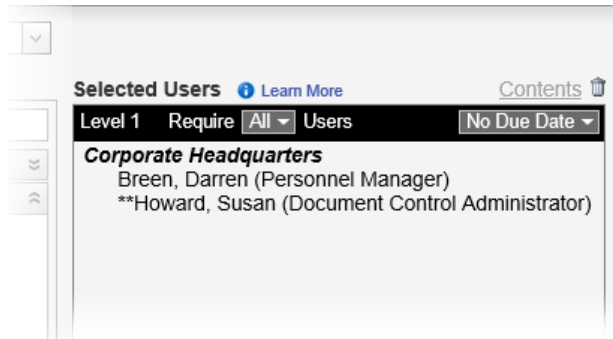 Selected Users Learn More Contents
Level 1 Require All Users No Due Date
Corporate Headquarters
Breen, Darren (Personnel Manager)
**Howard, Susan (Document Control Administrator)